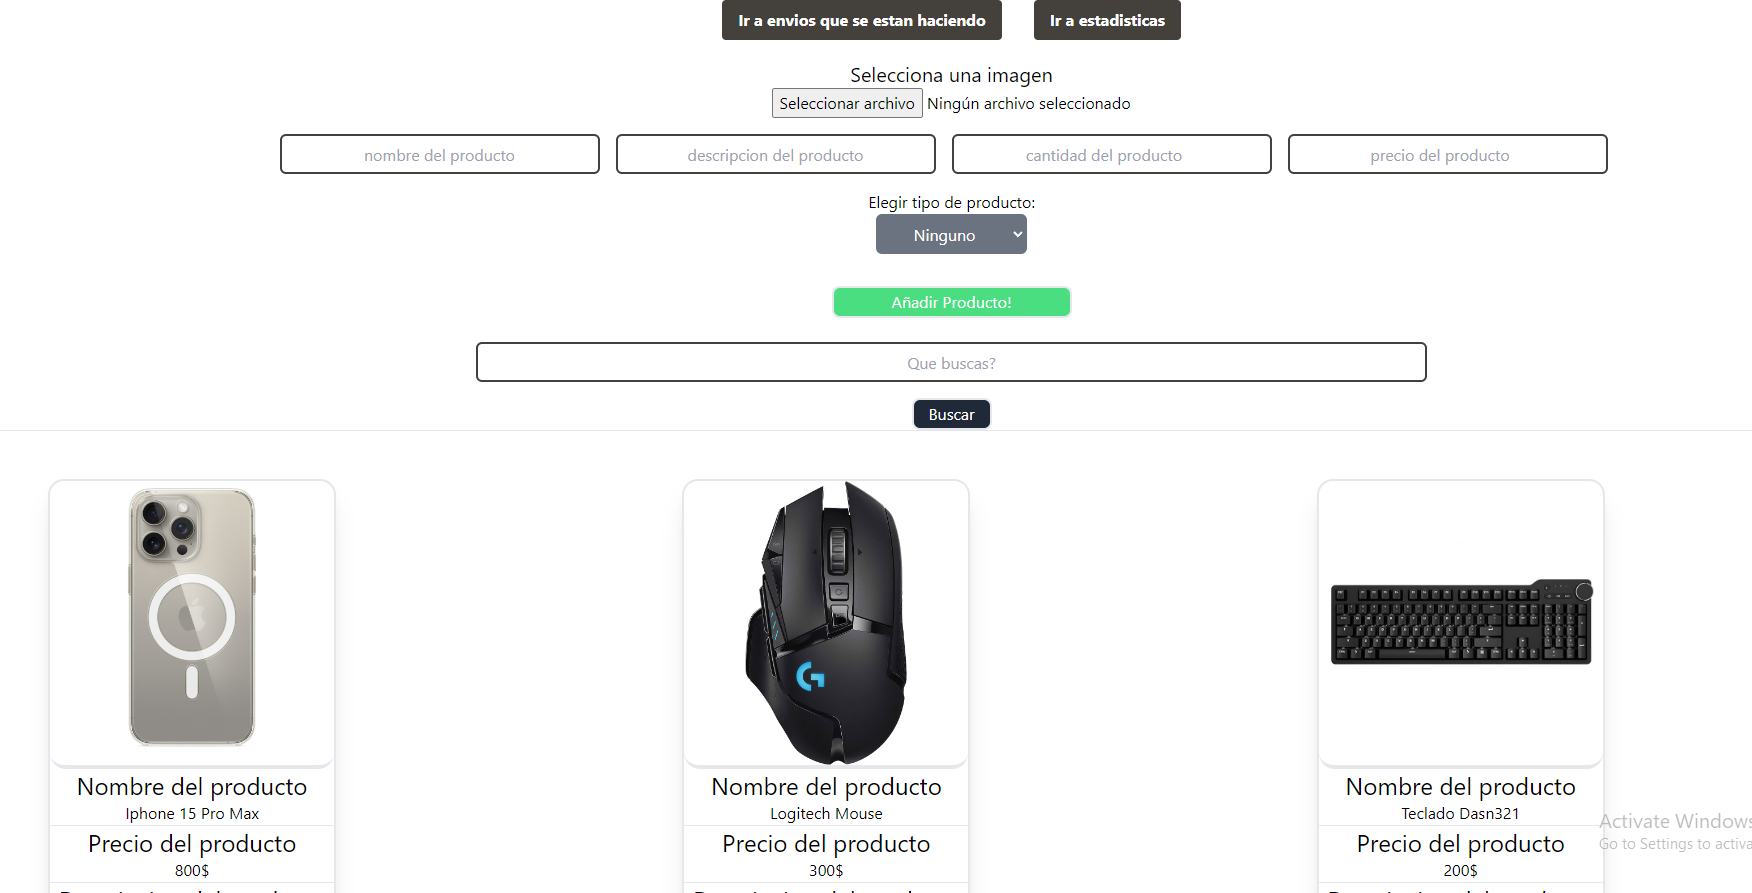 Ir a envios que se estan haciendo Ir a estadisticas
Selecciona una imagen
Seleccionar archivo Ningún archivo seleccionado
nombre del producto descripcion del producto cantidad del producto precio del producto
Elegir tipo de producto:
Ninguno
Añadir Producto!
Que buscas?
Buscar
Nombre del producto Nombre del producto Nombre del producto
Iphone 15 Pro Max Logitech Mouse Teclado Dasn321
Activate Windows
Precio del producto Precio del producto Precio del producto
Go to Settings to activa
800$ 300$ 200$